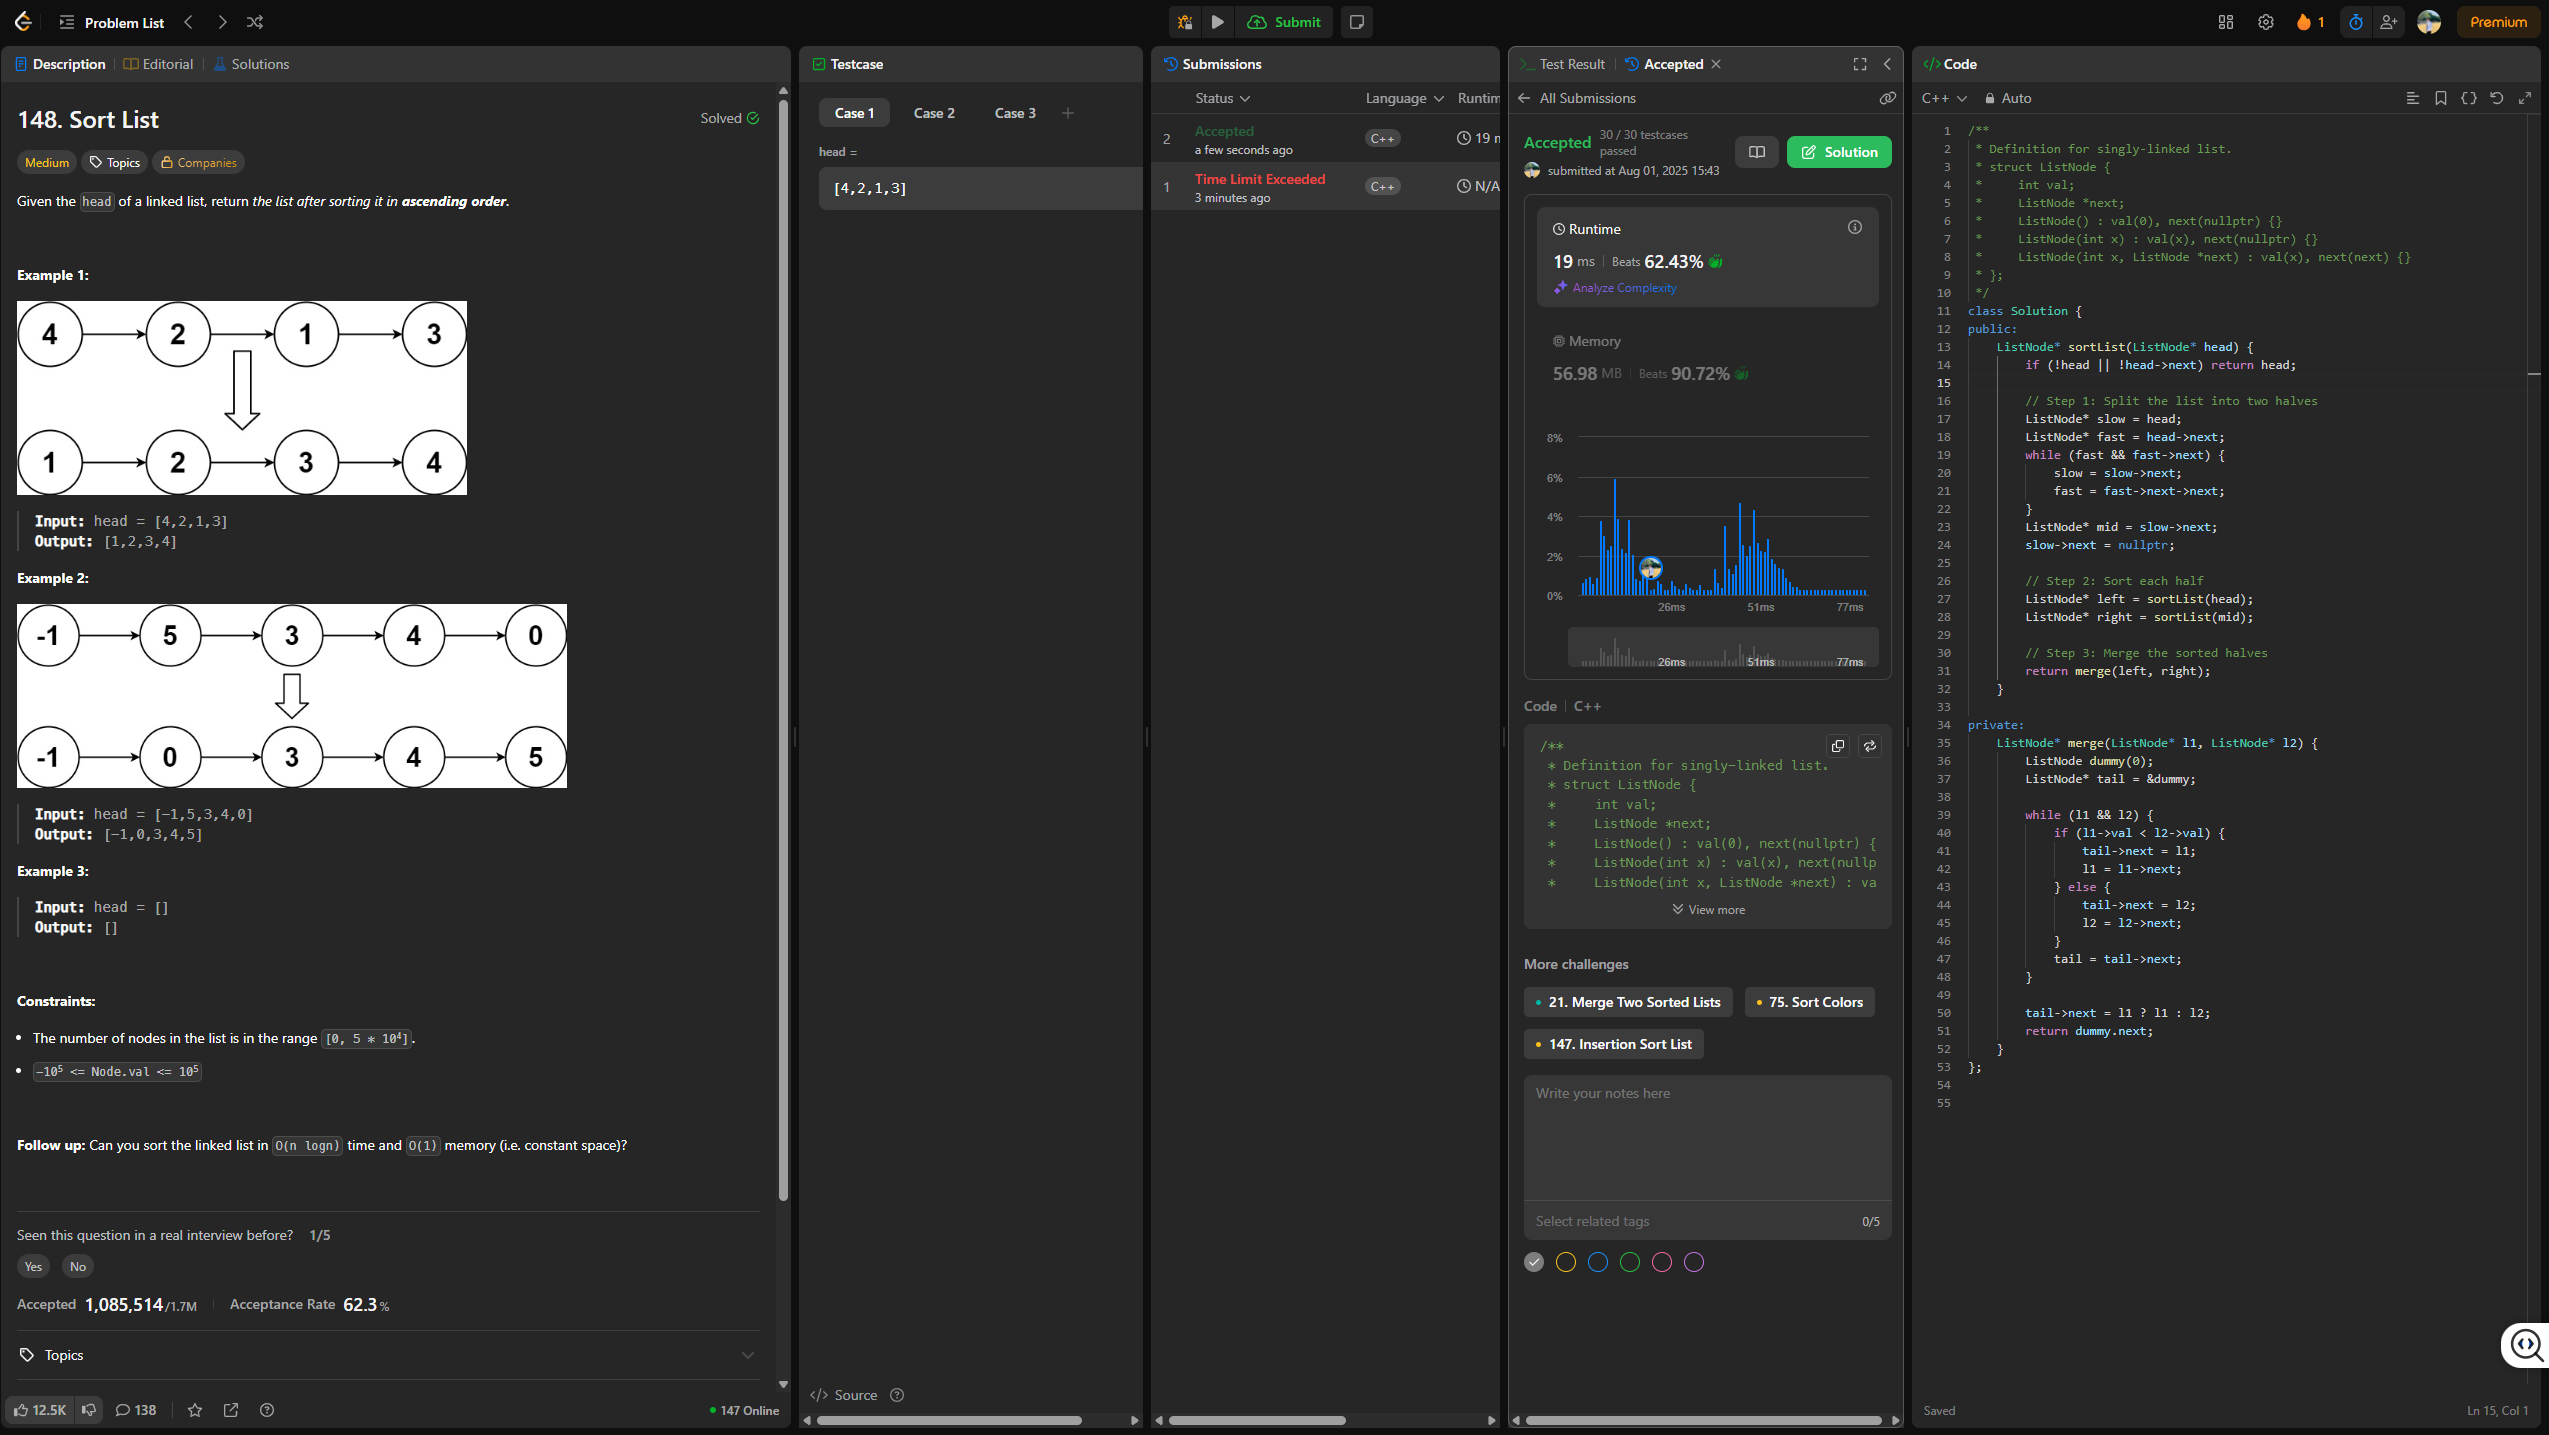 Problem List
Submit
1
Premium
Description
Editorial
Solutions
148. Sort List
Solved
Medium
Topics
Companies
Given the head of a linked list, return the list after sorting it in ascending order.
Example 1:
4 2 1 3
1 2 3 4
Input: head = [4,2,1,3]
Output: [1,2,3,4]
Example 2:
-1 5 3 4 0
-1 0 3 4 5
Input: head = [-1,5,3,4,0]
Output: [-1,0,3,4,5]
Example 3:
Input: head = []
Output: []
Constraints:
• The number of nodes in the list is in the range [0, 5 * 10⁴].
• -10⁵ <= Node.val <= 10⁵
Follow up: Can you sort the linked list in O(n logn) time and O(1) memory (i.e. constant space)?
Seen this question in a real interview before? 1/5
Yes
No
Accepted 1,085,514/1.7M
Acceptance Rate 62.3%
Topics
12.5K
138
147 Online
Testcase
Case 1
Case 2
Case 3
head =
[4,2,1,3]
</> Source
Submissions
Status
Language
Runtim
2
Accepted
a few seconds ago
C++
19 m
1
Time Limit Exceeded
3 minutes ago
C++
N/A
Test Result
Accepted
All Submissions
Accepted
30 / 30 testcases
passed
submitted at Aug 01, 2025 15:43
Solution
Runtime
19 ms
Beats 62.43%
Analyze Complexity
Memory
56.98 MB
Beats 90.72%
8%
6%
4%
2%
0%
26ms 51ms 77ms
26ms 51ms 77ms
Code
C++
/**
* Definition for singly-linked list.
* struct ListNode {
*     int val;
*     ListNode *next;
*     ListNode() : val(0), next(nullptr) {
*     ListNode(int x) : val(x), next(nullp
*     ListNode(int x, ListNode *next) : va
View more
More challenges
21. Merge Two Sorted Lists
75. Sort Colors
147. Insertion Sort List
Write your notes here
Select related tags
0/5
</> Code
C++
Auto
1 /**
2 * Definition for singly-linked list.
3 * struct ListNode {
4 *     int val;
5 *     ListNode *next;
6 *     ListNode() : val(0), next(nullptr) {}
7 *     ListNode(int x) : val(x), next(nullptr) {}
8 *     ListNode(int x, ListNode *next) : val(x), next(next) {}
9 * };
10 */
11 class Solution {
12 public:
13     ListNode* sortList(ListNode* head) {
14         if (!head || !head->next) return head;
15
16         // Step 1: Split the list into two halves
17         ListNode* slow = head;
18         ListNode* fast = head->next;
19         while (fast && fast->next) {
20             slow = slow->next;
21             fast = fast->next->next;
22         }
23         ListNode* mid = slow->next;
24         slow->next = nullptr;
25
26         // Step 2: Sort each half
27         ListNode* left = sortList(head);
28         ListNode* right = sortList(mid);
29
30         // Step 3: Merge the sorted halves
31         return merge(left, right);
32     }
33
34 private:
35     ListNode* merge(ListNode* l1, ListNode* l2) {
36         ListNode dummy(0);
37         ListNode* tail = &dummy;
38
39         while (l1 && l2) {
40             if (l1->val < l2->val) {
41                 tail->next = l1;
42                 l1 = l1->next;
43             } else {
44                 tail->next = l2;
45                 l2 = l2->next;
46             }
47             tail = tail->next;
48         }
49
50         tail->next = l1 ? l1 : l2;
51         return dummy.next;
52     }
53 };
54
55
Saved
Ln 15, Col 1